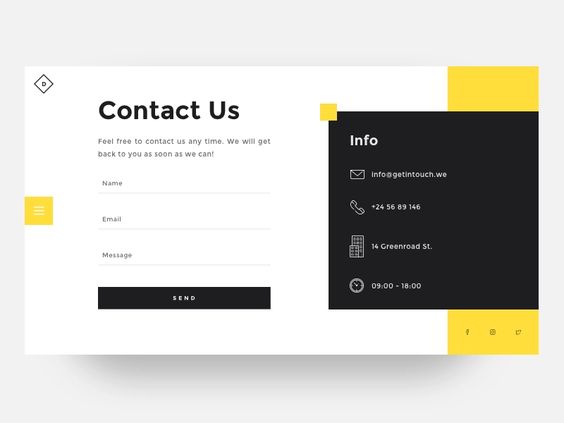 D
Contact Us
Feel free to contact us any time. We will get
back to you as soon as we can!
Name
Email
Message
SEND
Info
info@getintouch.we
+24 56 89 146
14 Greenroad St.
09:00 - 18:00